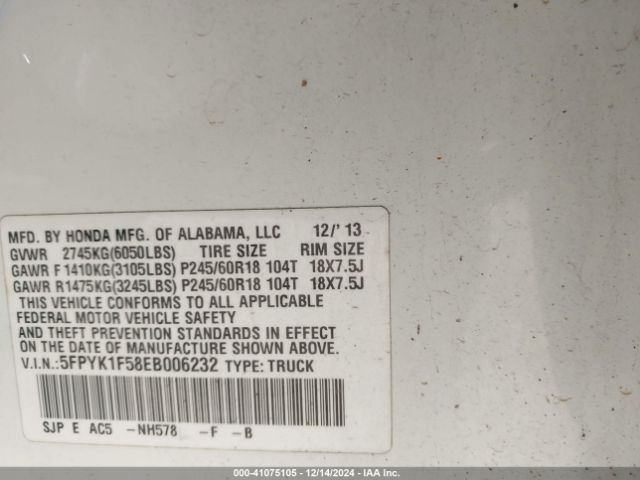 MFD. BY HONDA MFG. OF ALABAMA, LLC 12/' 13
GVWR 2745KG(6050LBS) TIRE SIZE RIM SIZE
GAWR F1410KG(3105LBS) P245/60R18 104T 18X7.5J
GAWR R1475KG(3245LBS) P245/60R18 104T 18X7.5J
THIS VEHICLE CONFORMS TO ALL APPLICABLE
FEDERAL MOTOR VEHICLE SAFETY
AND THEFT PREVENTION STANDARDS IN EFFECT
ON THE DATE OF MANUFACTURE SHOWN ABOVE.
V.I.N.:5FPYK1F58EB006232 TYPE: TRUCK
SJP E AC5 -NH578 -F -B
000-41075105 - 12/14/2024 - IAA Inc.